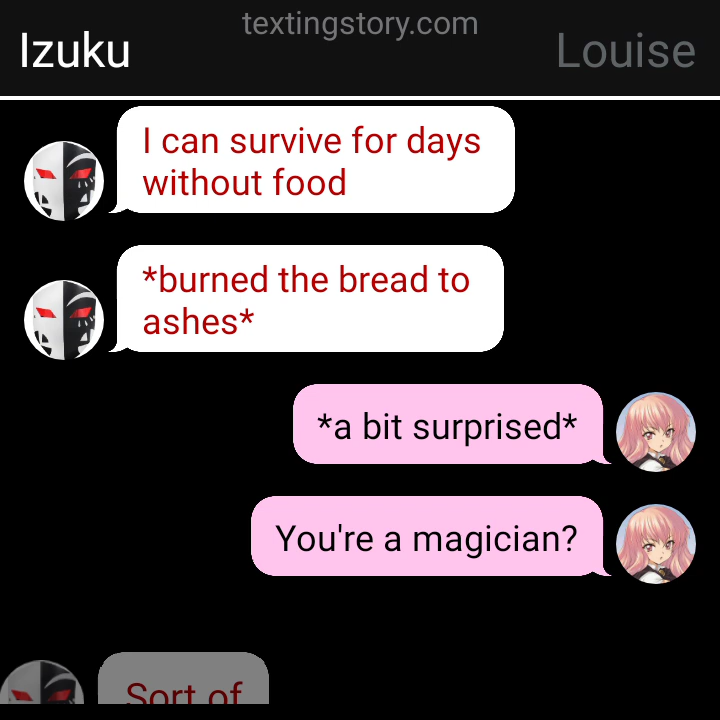 textingstory.com
Izuku
Louise
I can survive for days
without food
*burned the bread to
ashes*
*a bit surprised*
You're a magician?
Sort of